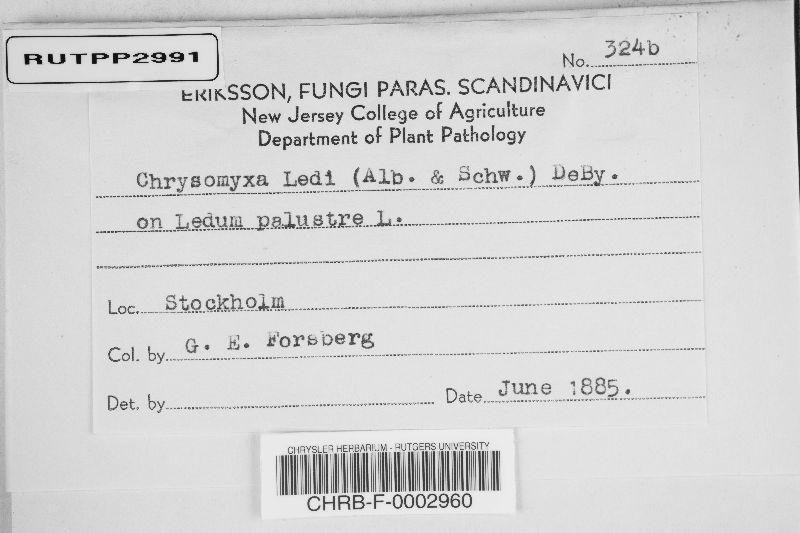 RUTPP2991
No. 324b
ERIKSSON, FUNGI PARAS. SCANDINAVICI
New Jersey College of Agriculture
Department of Plant Pathology
Chrysomyxa Ledi (Alb. & Schw.) DeBy.
on Ledum palustre L.
Loc. Stockholm
Col. by G. E. Forsberg
Det. by Date June 1885.
CHRYSLER HERBARIUM - RUTGERS UNIVERSITY
CHRB-F-0002960